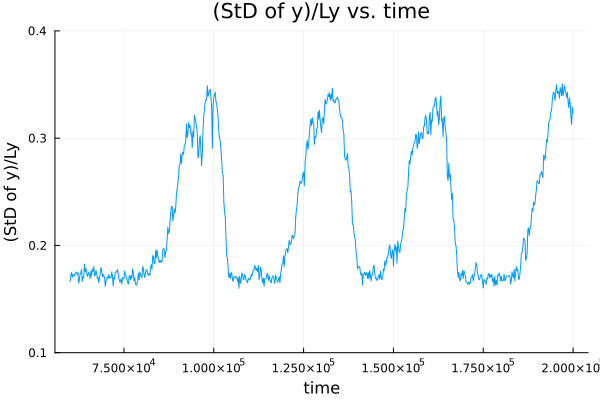 (StD of y)/Ly vs. time
(StD of y)/Ly
0.4
0.3
0.2
0.1
7.500×10⁴ 1.000×10⁵ 1.250×10⁵ 1.500×10⁵ 1.750×10⁵ 2.000×10⁵
time